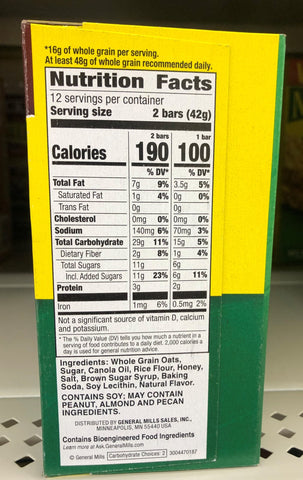 *16g of whole grain per serving.
At least 48g of whole grain recommended daily.
Nutrition Facts
12 servings per container
Serving size 2 bars (42g)
2 bars 1 bar
Calories 190 100
% DV* % DV*
Total Fat 7g 9% 3.5g 5%
Saturated Fat 1g 4% 0g 0%
Trans Fat 0g 0g
Cholesterol 0mg 0% 0mg 0%
Sodium 140mg 6% 70mg 3%
Total Carbohydrate 29g 11% 15g 5%
Dietary Fiber 2g 8% 1g 4%
Total Sugars 11g 6g
Incl. Added Sugars 11g 23% 6g 11%
Protein 3g 2g
Iron 1mg 6% 0.5mg 2%
Not a significant source of vitamin D, calcium
and potassium.
* The % Daily Value (DV) tells you how much a nutrient in a
serving of food contributes to a daily diet. 2,000 calories a
day is used for general nutrition advice.
Ingredients: Whole Grain Oats,
Sugar, Canola Oil, Rice Flour, Honey,
Salt, Brown Sugar Syrup, Baking
Soda, Soy Lecithin, Natural Flavor.
CONTAINS SOY; MAY CONTAIN
PEANUT, ALMOND AND PECAN
INGREDIENTS.
DISTRIBUTED BY GENERAL MILLS SALES, INC.,
MINNEAPOLIS, MN 55440 USA
Contains Bioengineered Food Ingredients
Learn more at Ask.GeneralMills.com
© General Mills Carbohydrate Choices: 2 3004470187